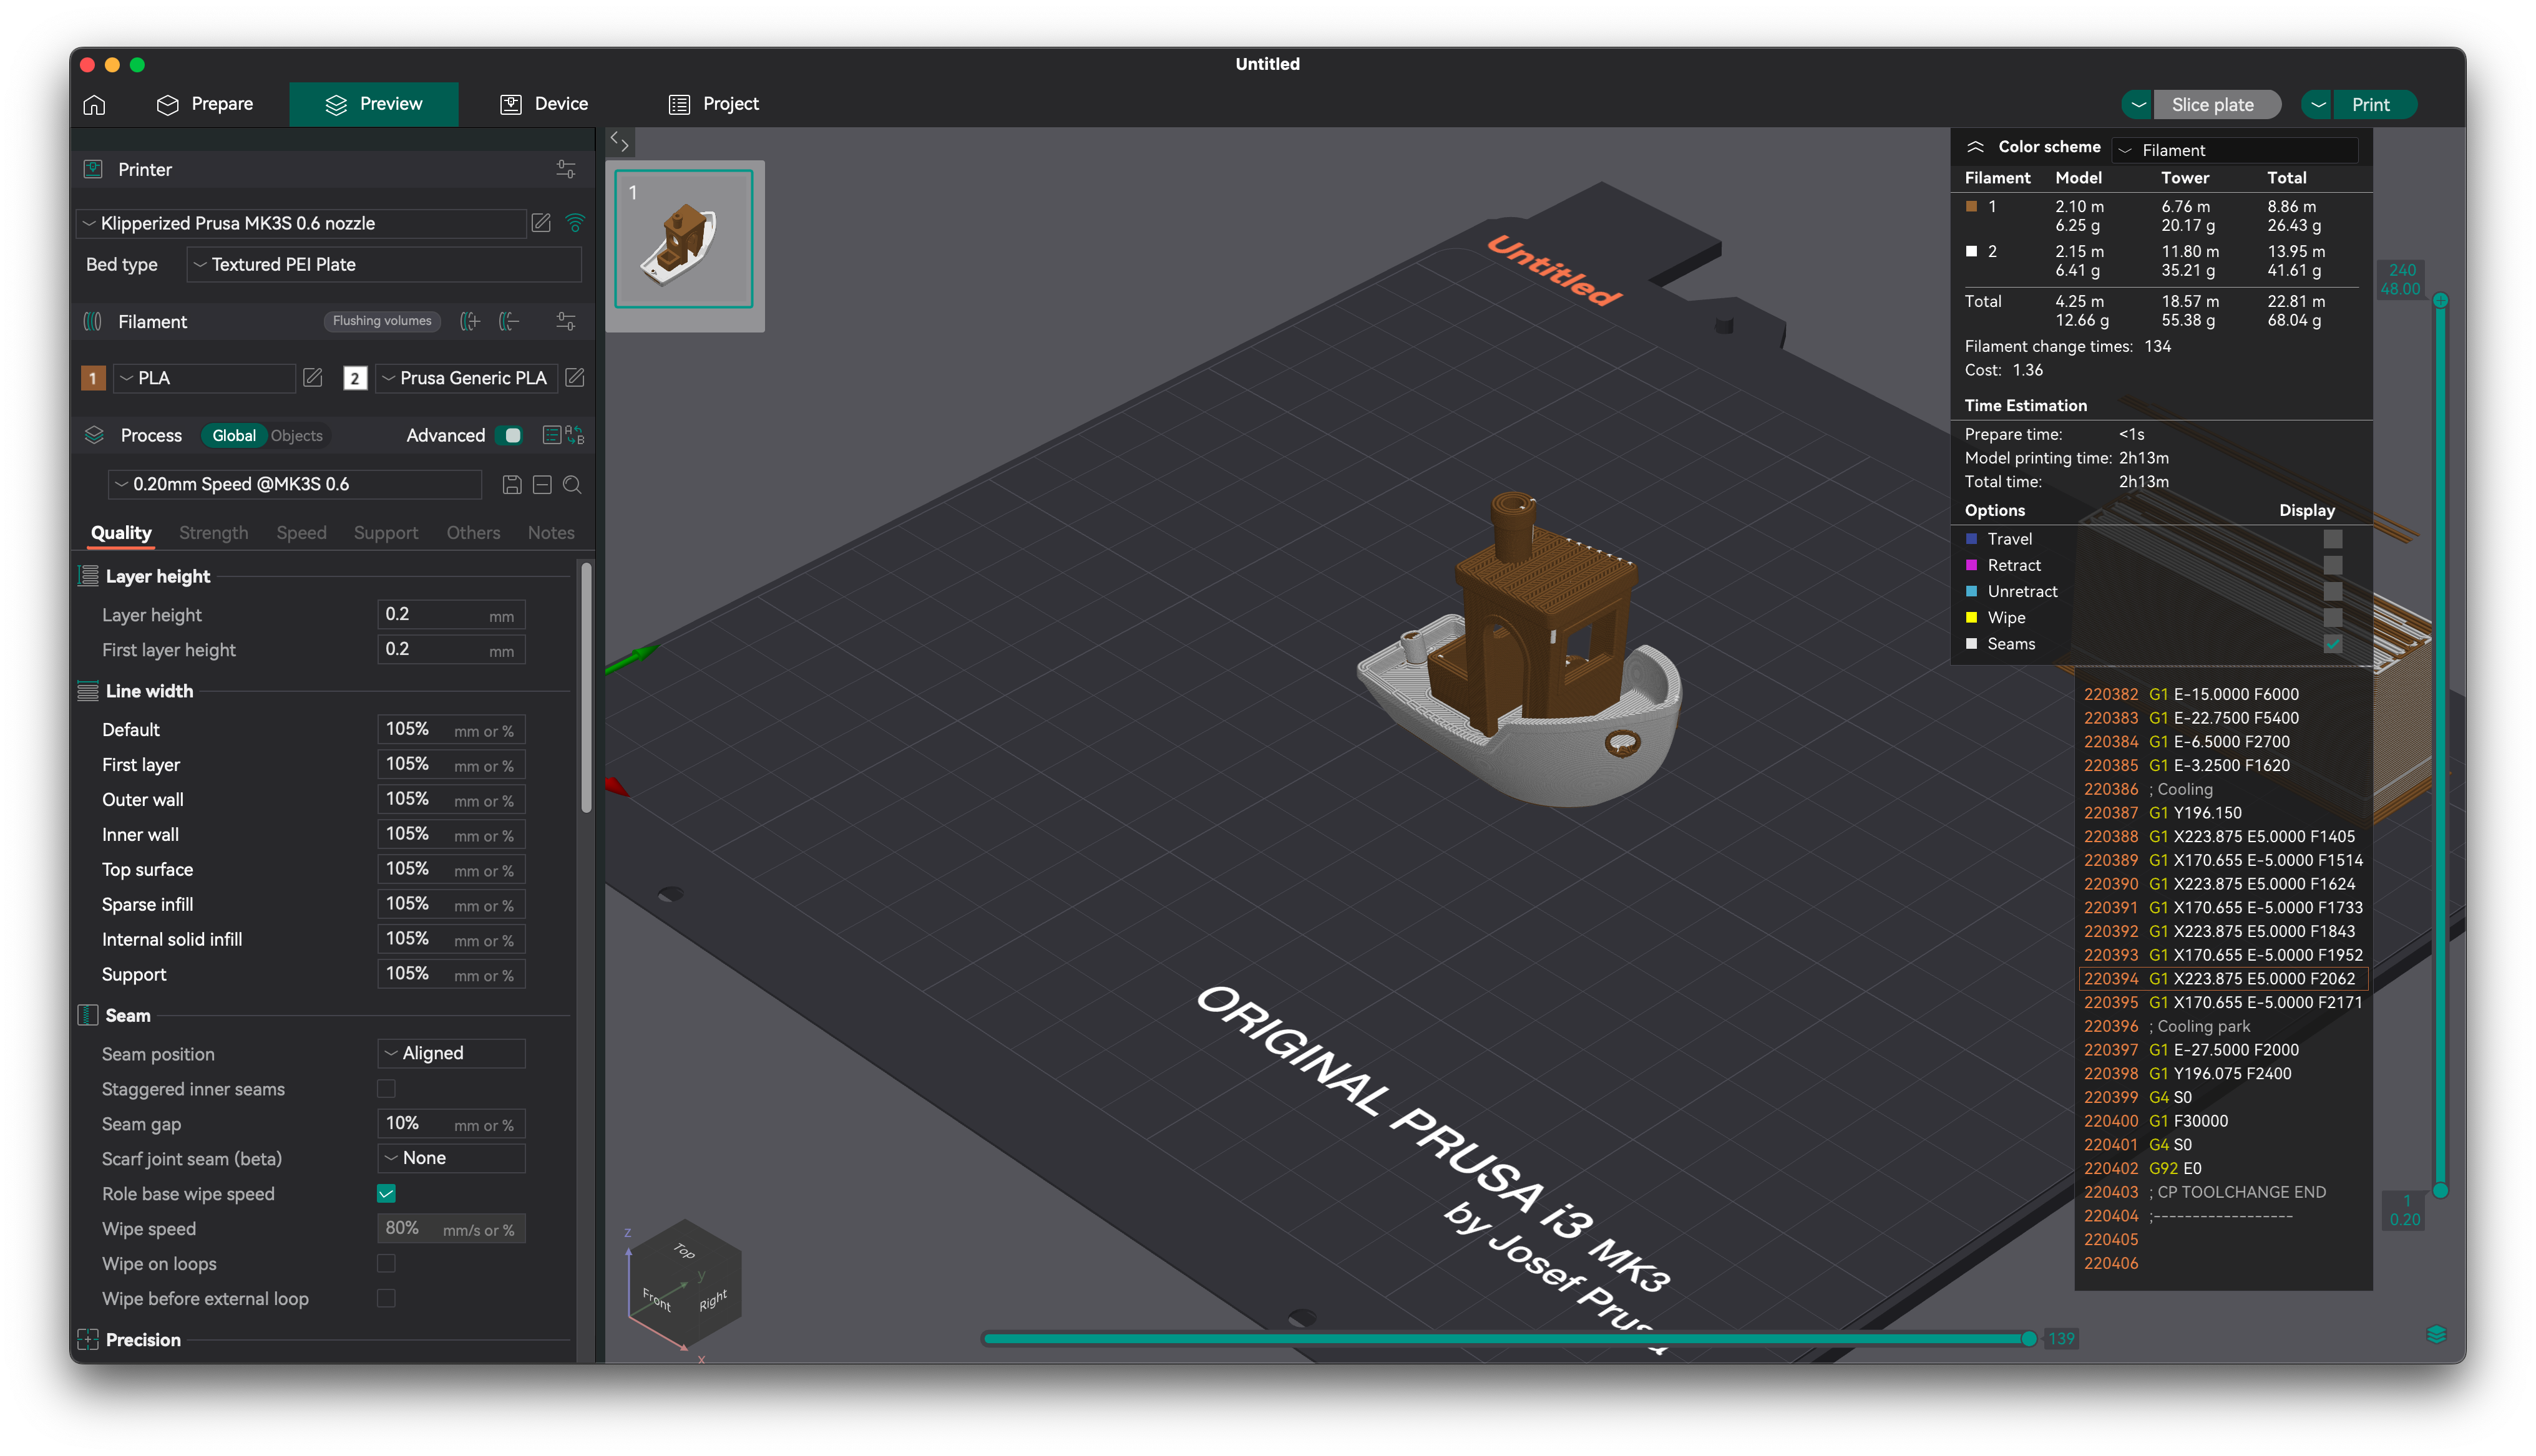 Untitled
Prepare
Preview
Device
Project
Slice plate
Print
Printer
Klipperized Prusa MK3S 0.6 nozzle
Bed type
Textured PEI Plate
Filament
Flushing volumes
1
PLA
2
Prusa Generic PLA
Process
Global
Objects
Advanced
0.20mm Speed @MK3S 0.6
Quality
Strength
Speed
Support
Others
Notes
Layer height
Layer height 0.2 mm
First layer height 0.2 mm
Line width
Default 105% mm or %
First layer 105% mm or %
Outer wall 105% mm or %
Inner wall 105% mm or %
Top surface 105% mm or %
Sparse infill 105% mm or %
Internal solid infill 105% mm or %
Support 105% mm or %
Seam
Seam position Aligned
Staggered inner seams
Seam gap 10% mm or %
Scarf joint seam (beta) None
Role base wipe speed
Wipe speed 80% mm/s or %
Wipe on loops
Wipe before external loop
Precision
1
Untitled
ORIGINAL PRUSA i3 MK3
by Josef Prusa
z
Top
y
Front
Right
x
139
Color scheme Filament
Filament Model Tower Total
1 2.10 m 6.76 m 8.86 m
6.25 g 20.17 g 26.43 g
2 2.15 m 11.80 m 13.95 m
6.41 g 35.21 g 41.61 g
Total 4.25 m 18.57 m 22.81 m
12.66 g 55.38 g 68.04 g
Filament change times: 134
Cost: 1.36
Time Estimation
Prepare time: <1s
Model printing time: 2h13m
Total time: 2h13m
Options Display
Travel
Retract
Unretract
Wipe
Seams
240
48.00
220382 G1 E-15.0000 F6000
220383 G1 E-22.7500 F5400
220384 G1 E-6.5000 F2700
220385 G1 E-3.2500 F1620
220386 ; Cooling
220387 G1 Y196.150
220388 G1 X223.875 E5.0000 F1405
220389 G1 X170.655 E-5.0000 F1514
220390 G1 X223.875 E5.0000 F1624
220391 G1 X170.655 E-5.0000 F1733
220392 G1 X223.875 E5.0000 F1843
220393 G1 X170.655 E-5.0000 F1952
220394 G1 X223.875 E5.0000 F2062
220395 G1 X170.655 E-5.0000 F2171
220396 ; Cooling park
220397 G1 E-27.5000 F2000
220398 G1 Y196.075 F2400
220399 G4 S0
220400 G1 F30000
220401 G4 S0
220402 G92 E0
220403 ; CP TOOLCHANGE END
220404 ;------------------
220405
220406
1
0.20